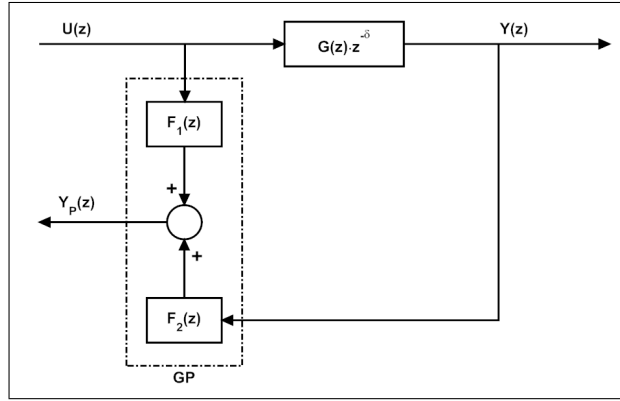 U(z)
G(z)·z^-δ
Y(z)
F₁(z)
+
Y_P(z)
+
F₂(z)
GP